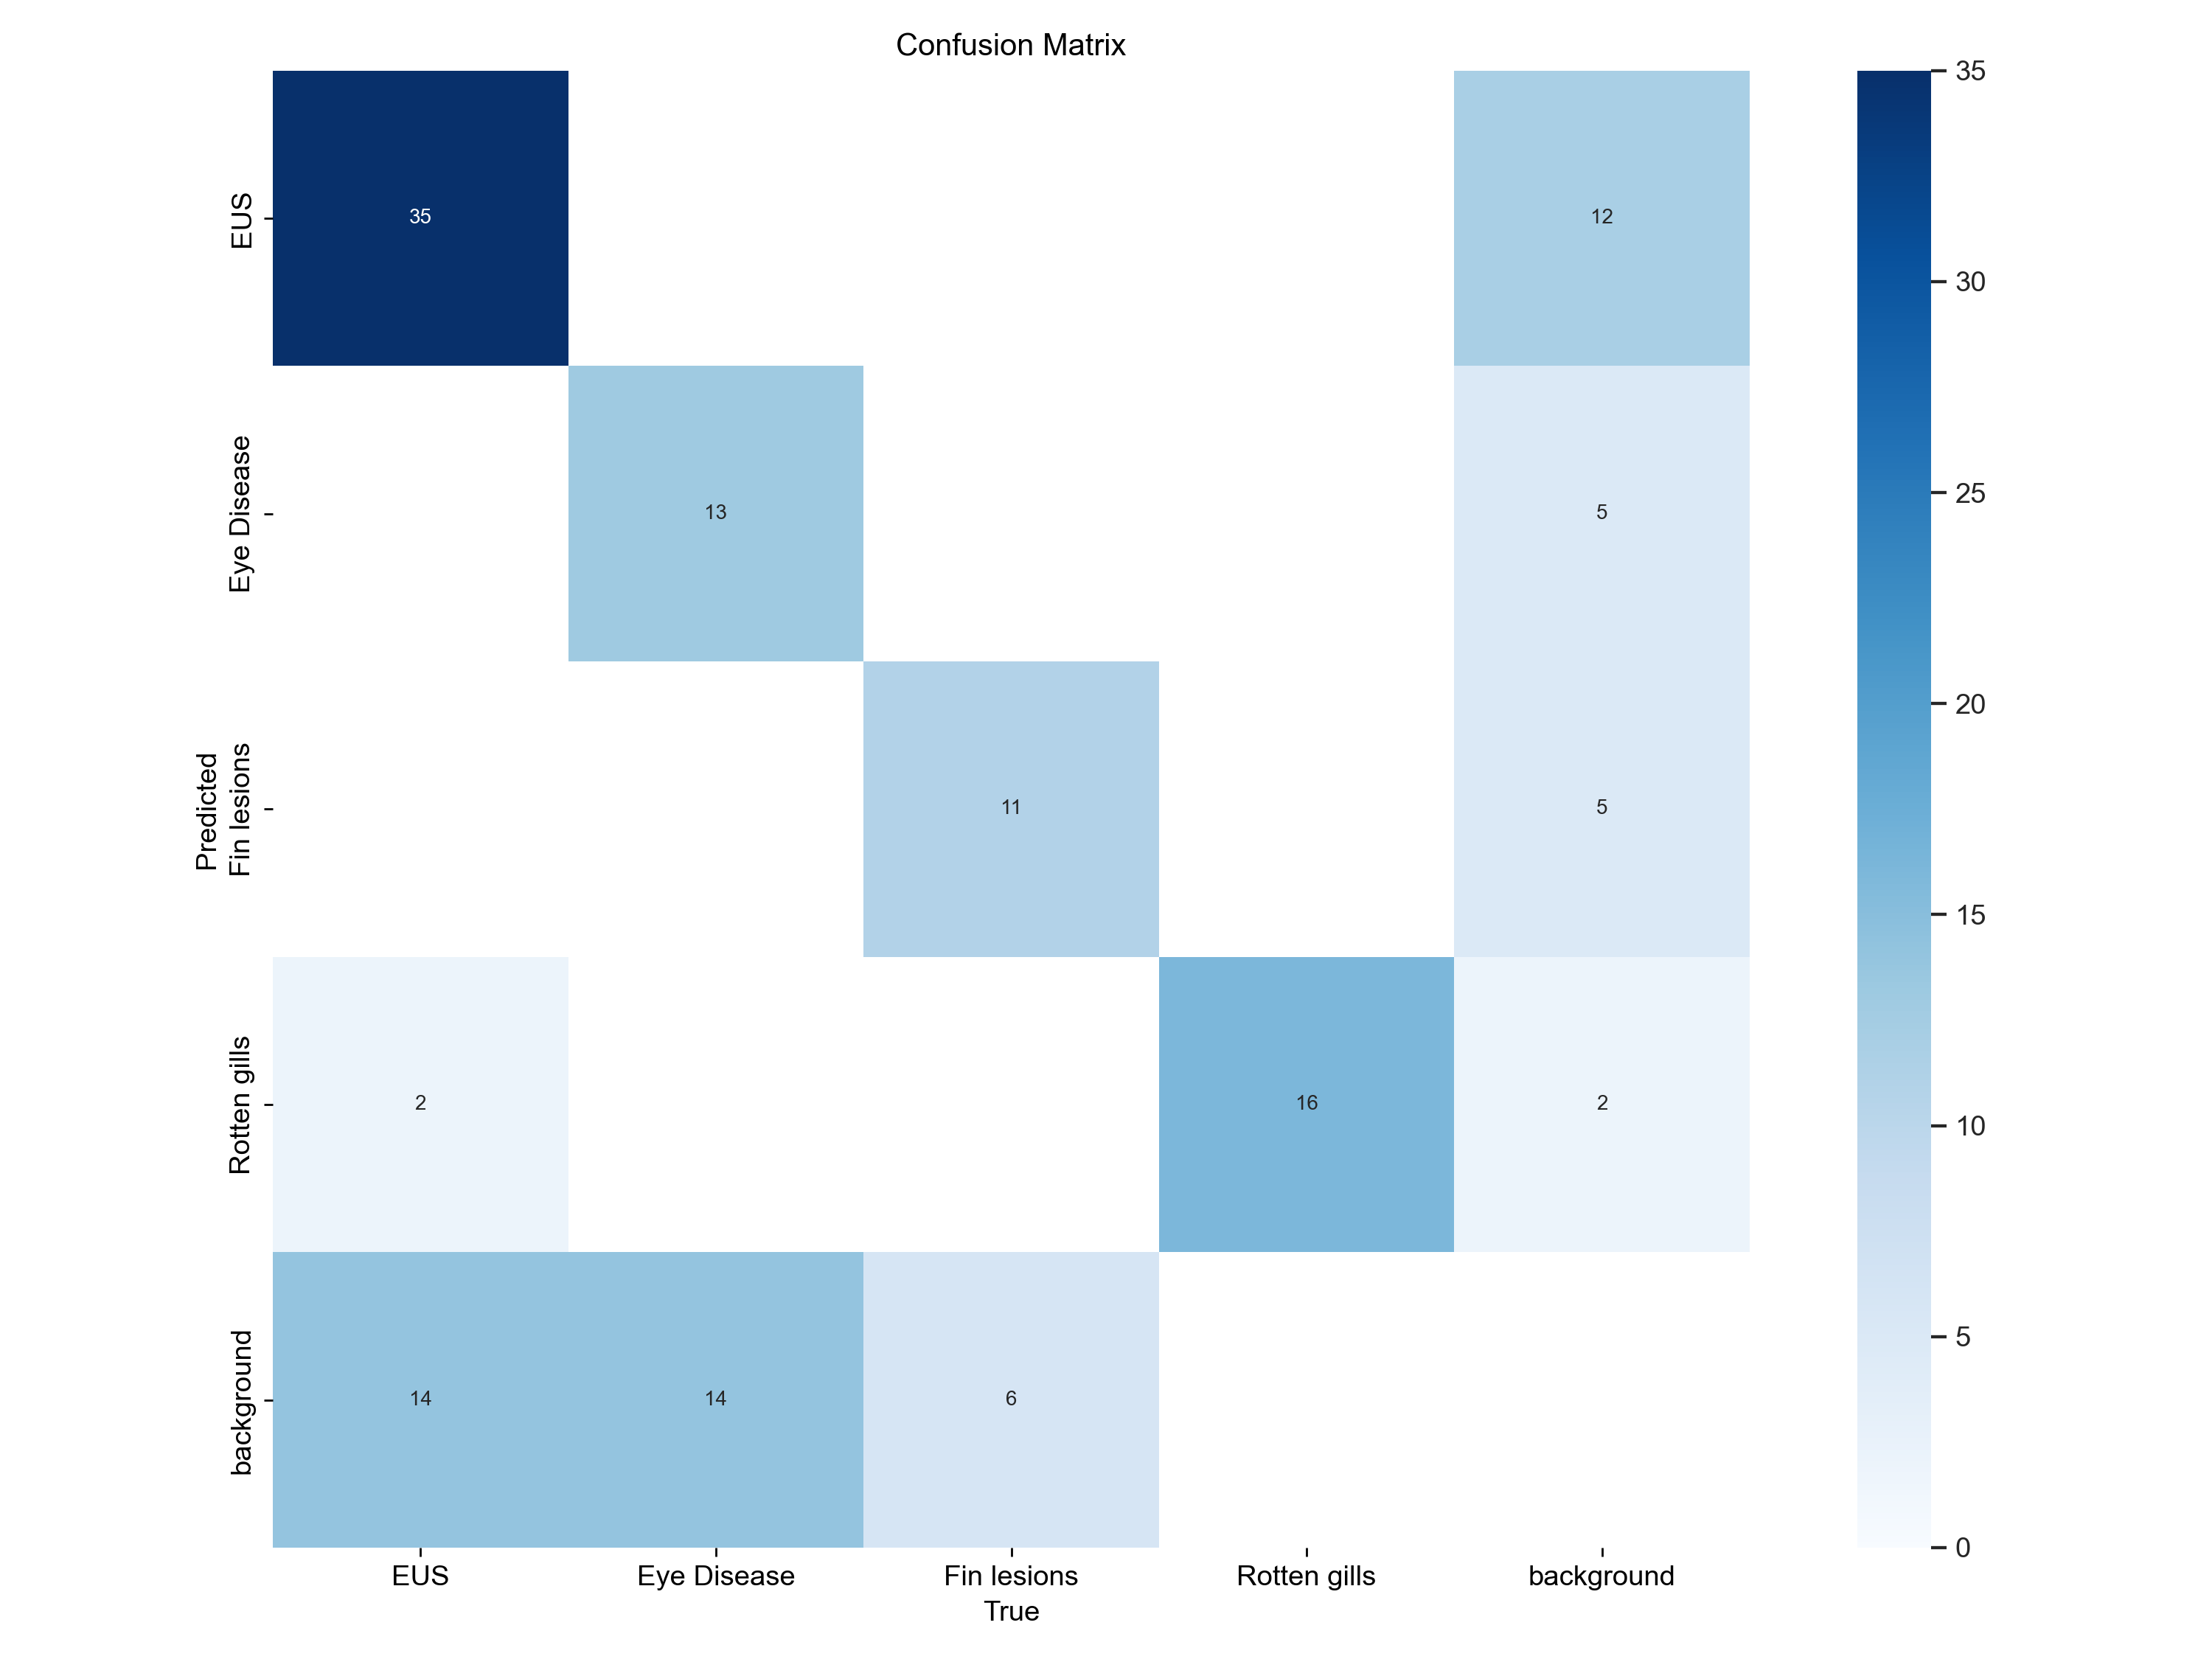 Confusion Matrix
EUS
Eye Disease
Fin lesions
Rotten gills
background
Predicted
35
12
13
5
11
5
2
16
2
14
14
6
EUS
Eye Disease
Fin lesions
Rotten gills
background
True
35
30
25
20
15
10
5
0